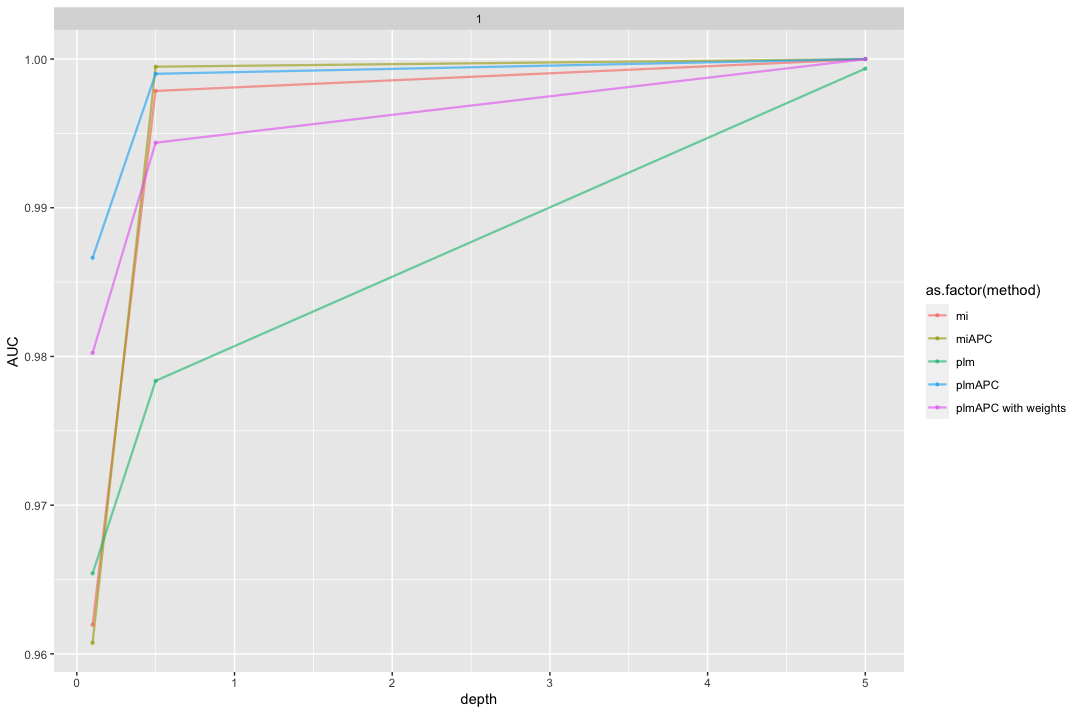 1
1.00
0.99
0.98
0.97
0.96
AUC
0
1
2
3
4
5
depth
as.factor(method)
mi
miAPC
plm
plmAPC
plmAPC with weights